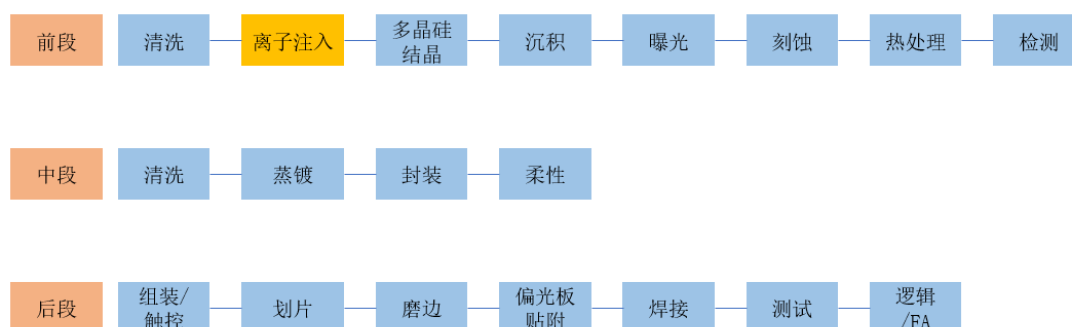 前段 清洗 离子注入 多晶硅 沉积 曝光 刻蚀 热处理 检测
结晶
中段 清洗 蒸镀 封装 柔性
后段 组装/ 划片 磨边 偏光板 焊接 测试 逻辑
触控 贴附 /FA